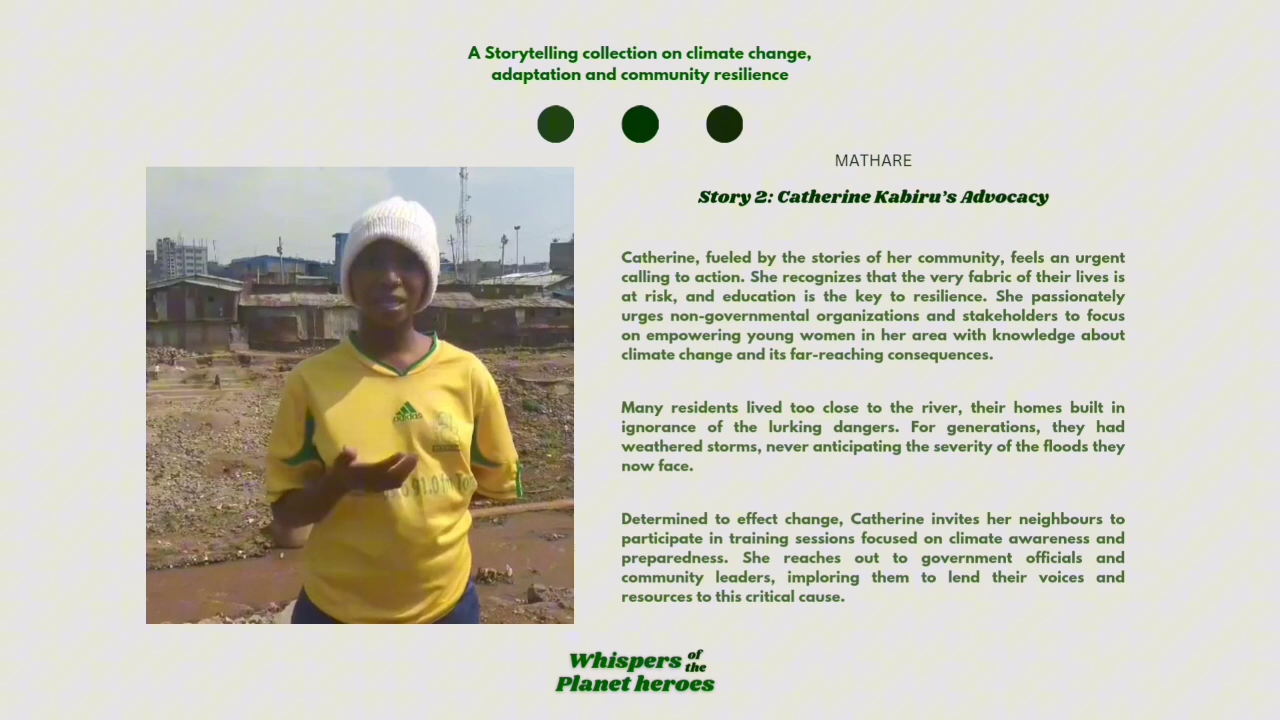 A Storytelling collection on climate change,
adaptation and community resilience
MATHARE
Story 2: Catherine Kabiru's Advocacy
Catherine, fueled by the stories of her community, feels an urgent
calling to action. She recognizes that the very fabric of their lives is
at risk, and education is the key to resilience. She passionately
urges non-governmental organizations and stakeholders to focus
on empowering young women in her area with knowledge about
climate change and its far-reaching consequences.
Many residents lived too close to the river, their homes built in
ignorance of the lurking dangers. For generations, they had
weathered storms, never anticipating the severity of the floods they
now face.
Determined to effect change, Catherine invites her neighbours to
participate in training sessions focused on climate awareness and
preparedness. She reaches out to government officials and
community leaders, imploring them to lend their voices and
resources to this critical cause.
adidas
Whispers of the
Planet heroes